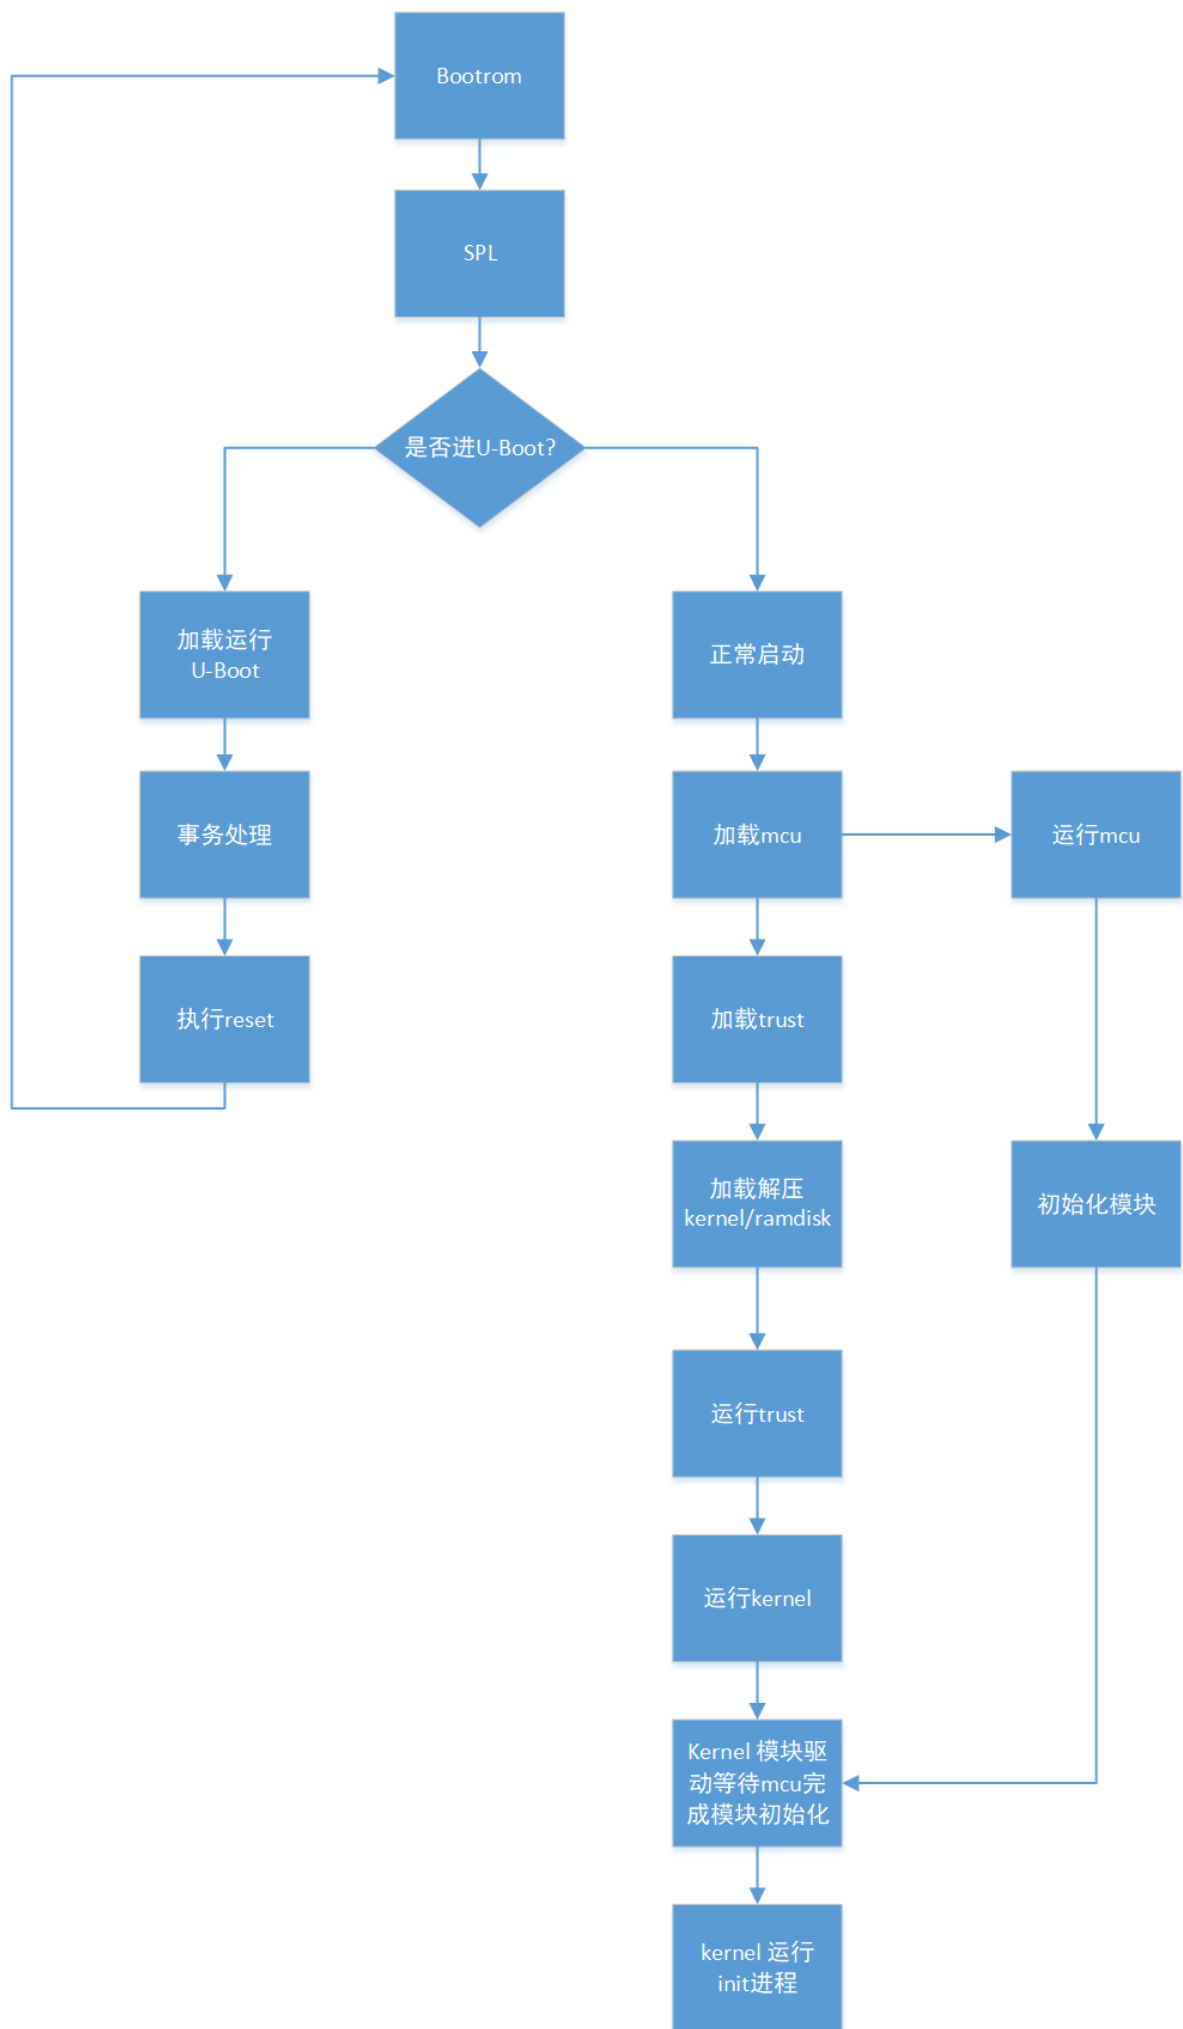 Bootrom
SPL
是否进U-Boot?
加载运行
U-Boot
正常启动
事务处理
加载mcu
运行mcu
执行reset
加载trust
加载解压
kernel/ramdisk
初始化模块
运行trust
运行kernel
Kernel 模块驱
动等待mcu完
成模块初始化
kernel 运行
init进程